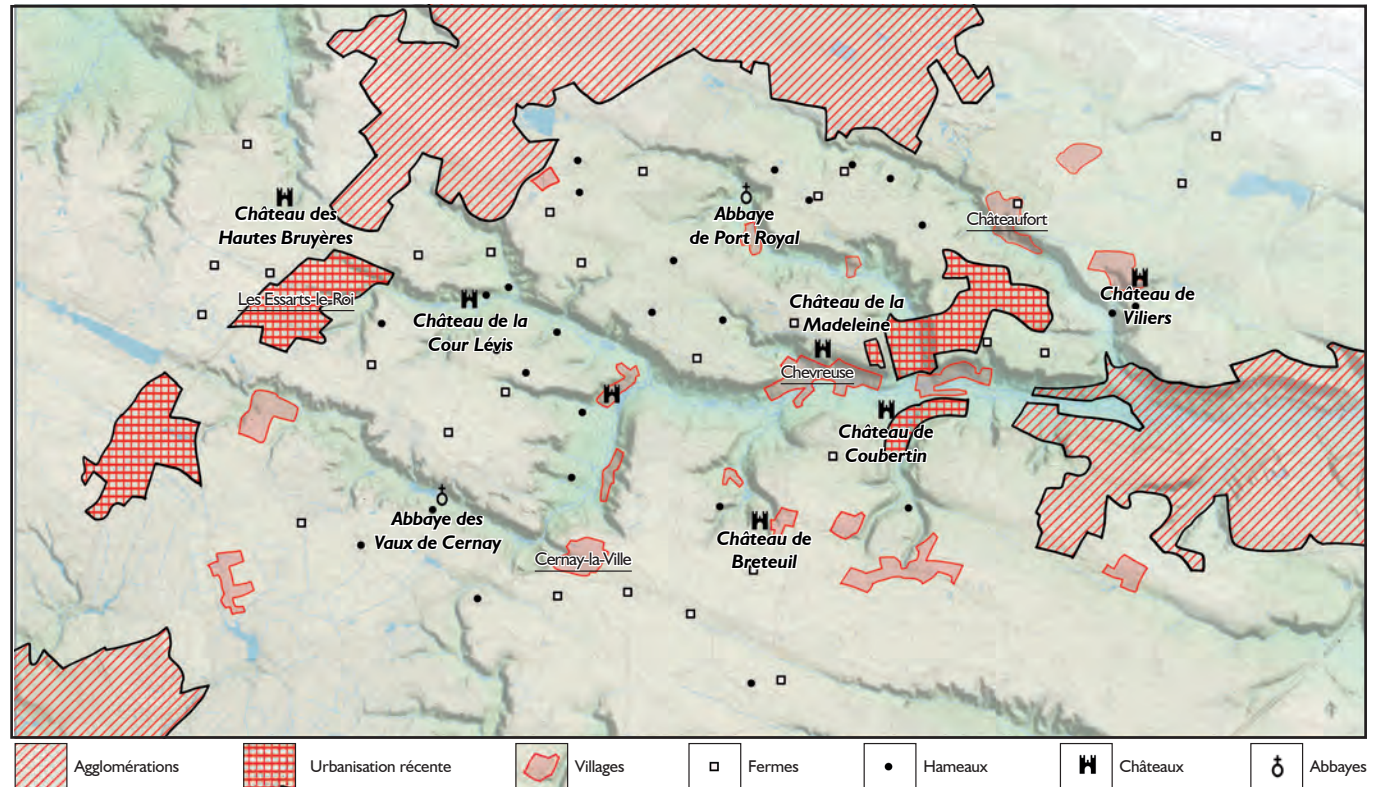 Château des
Hautes Bruyères
Abbaye
de Port Royal
Châteaufort
Les Essarts-le-Roi
Château de la
Cour Lévis
Château de la
Madeleine
Château de
Viliers
Chevreuse
Château de
Coubertin
Abbaye des
Vaux de Cernay
Cernay-la-Ville
Château de
Breteuil
Agglomérations
Urbanisation récente
Villages
Fermes
Hameaux
Châteaux
Abbayes